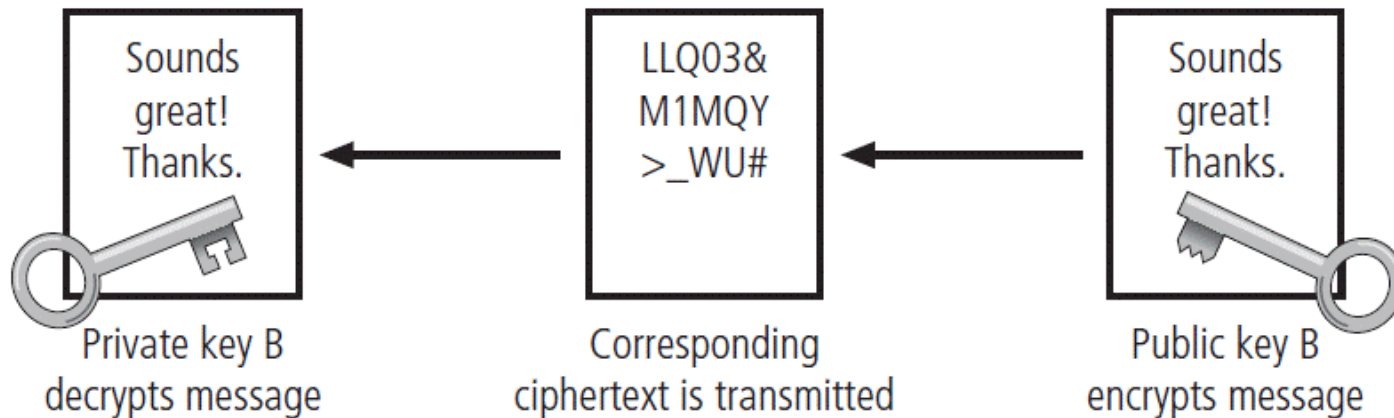 Sounds
great!
Thanks.
Private key B
decrypts message
LLQ03&
M1MQY
>_WU#
Corresponding
ciphertext is transmitted
Sounds
great!
Thanks.
Public key B
encrypts message